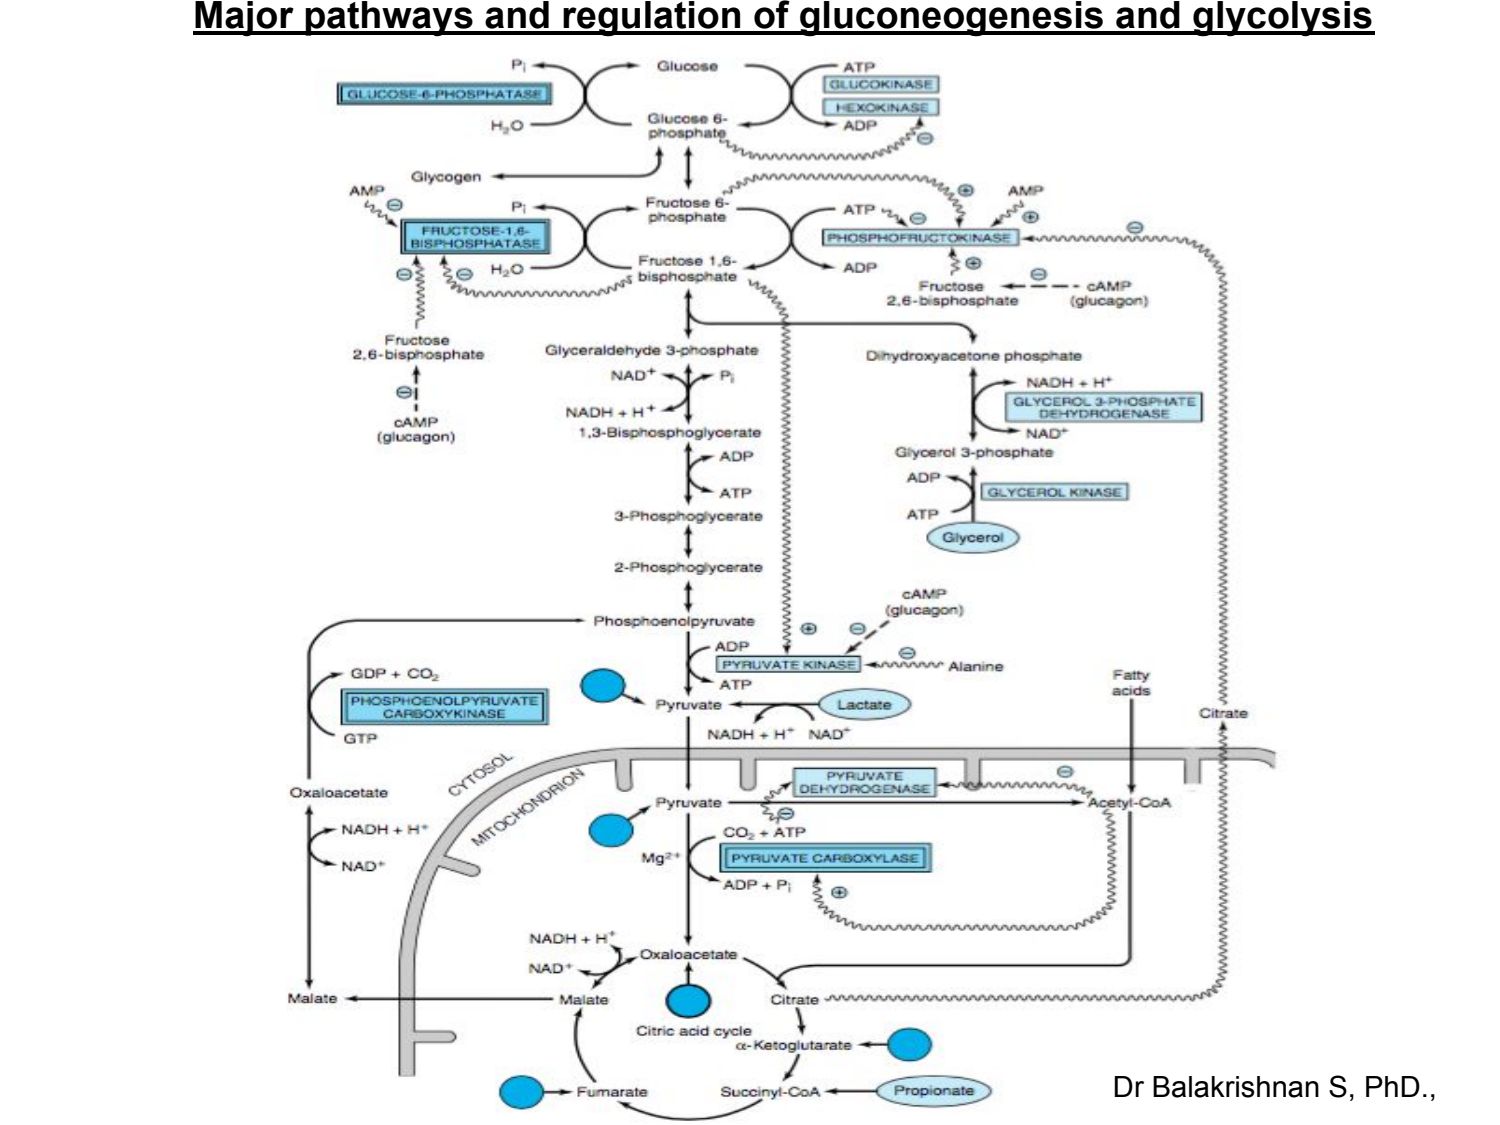 Major pathways and regulation of gluconeogenesis and glycolysis
Pi
Glucose
ATP
GLUCOSE-6-PHOSPHATASE
GLUCOKINASE
HEXOKINASE
H2O
Glucose 6-
phosphate
ADP
⊖
Glycogen
AMP
⊖
⊕
AMP
⊕
Pi
Fructose 6-
phosphate
ATP
⊖
⊖
FRUCTOSE-1,6-
BISPHOSPHATASE
PHOSPHOFRUCTOKINASE
⊖
⊖
H2O
Fructose 1,6-
bisphosphate
ADP
⊕
⊖
Fructose
2,6-bisphosphate
cAMP
(glucagon)
Fructose
2,6-bisphosphate
Glyceraldehyde 3-phosphate
Dihydroxyacetone phosphate
NAD+
Pi
NADH + H+
⊖
NADH + H+
GLYCEROL 3-PHOSPHATE
DEHYDROGENASE
cAMP
(glucagon)
1,3-Bisphosphoglycerate
NAD+
ADP
Glycerol 3-phosphate
ADP
ATP
GLYCEROL KINASE
3-Phosphoglycerate
ATP
Glycerol
2-Phosphoglycerate
cAMP
(glucagon)
Phosphoenolpyruvate
⊕
⊖
ADP
⊖
PYRUVATE KINASE
Alanine
GDP + CO2
ATP
Fatty
acids
PHOSPHOENOLPYRUVATE
CARBOXYKINASE
Pyruvate
Lactate
Citrate
GTP
NADH + H+
NAD+
CYTOSOL
MITOCHONDRION
PYRUVATE
DEHYDROGENASE
⊖
Oxaloacetate
Pyruvate
⊖
Acetyl-CoA
NADH + H+
CO2 + ATP
NAD+
Mg2+
PYRUVATE CARBOXYLASE
ADP + Pi
⊕
NADH + H+
Oxaloacetate
NAD+
Malate
Malate
Citrate
Citric acid cycle
α-Ketoglutarate
Fumarate
Succinyl-CoA
Propionate
Dr Balakrishnan S, PhD.,